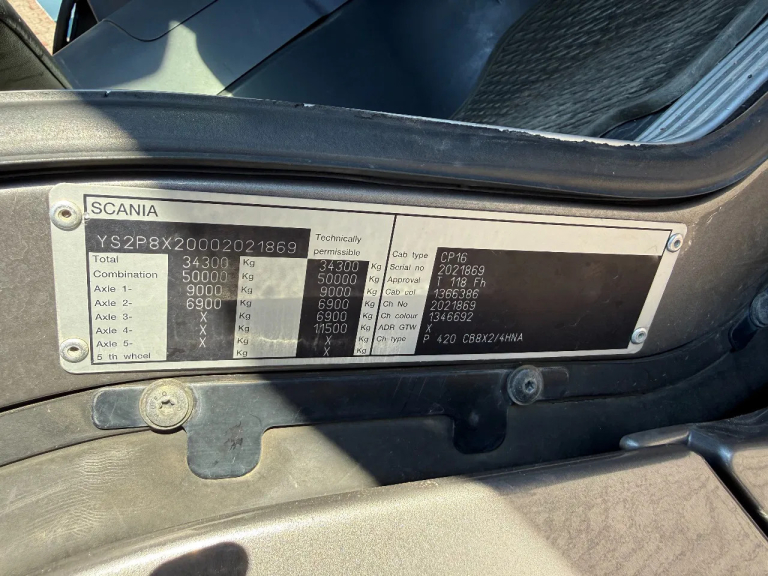 SCANIA
YS2P8X20002021869 Technically permissible
Total 34300 Kg 34300 Kg
Combination 50000 Kg 50000 Kg
Axle 1- 9000 Kg 9000 Kg
Axle 2- 6900 Kg 6900 Kg
Axle 3- X Kg 6900 Kg
Axle 4- X Kg 11500 Kg
Axle 5- X Kg X Kg
5 th wheel Kg X Kg
Cab type CP16
Serial no 2021869
Approval T 118 Fh
Cab col. 1366386
Ch No 2021869
Ch colour 1346692
ADR GTW X
Ch type P 420 CB8X2/4HNA